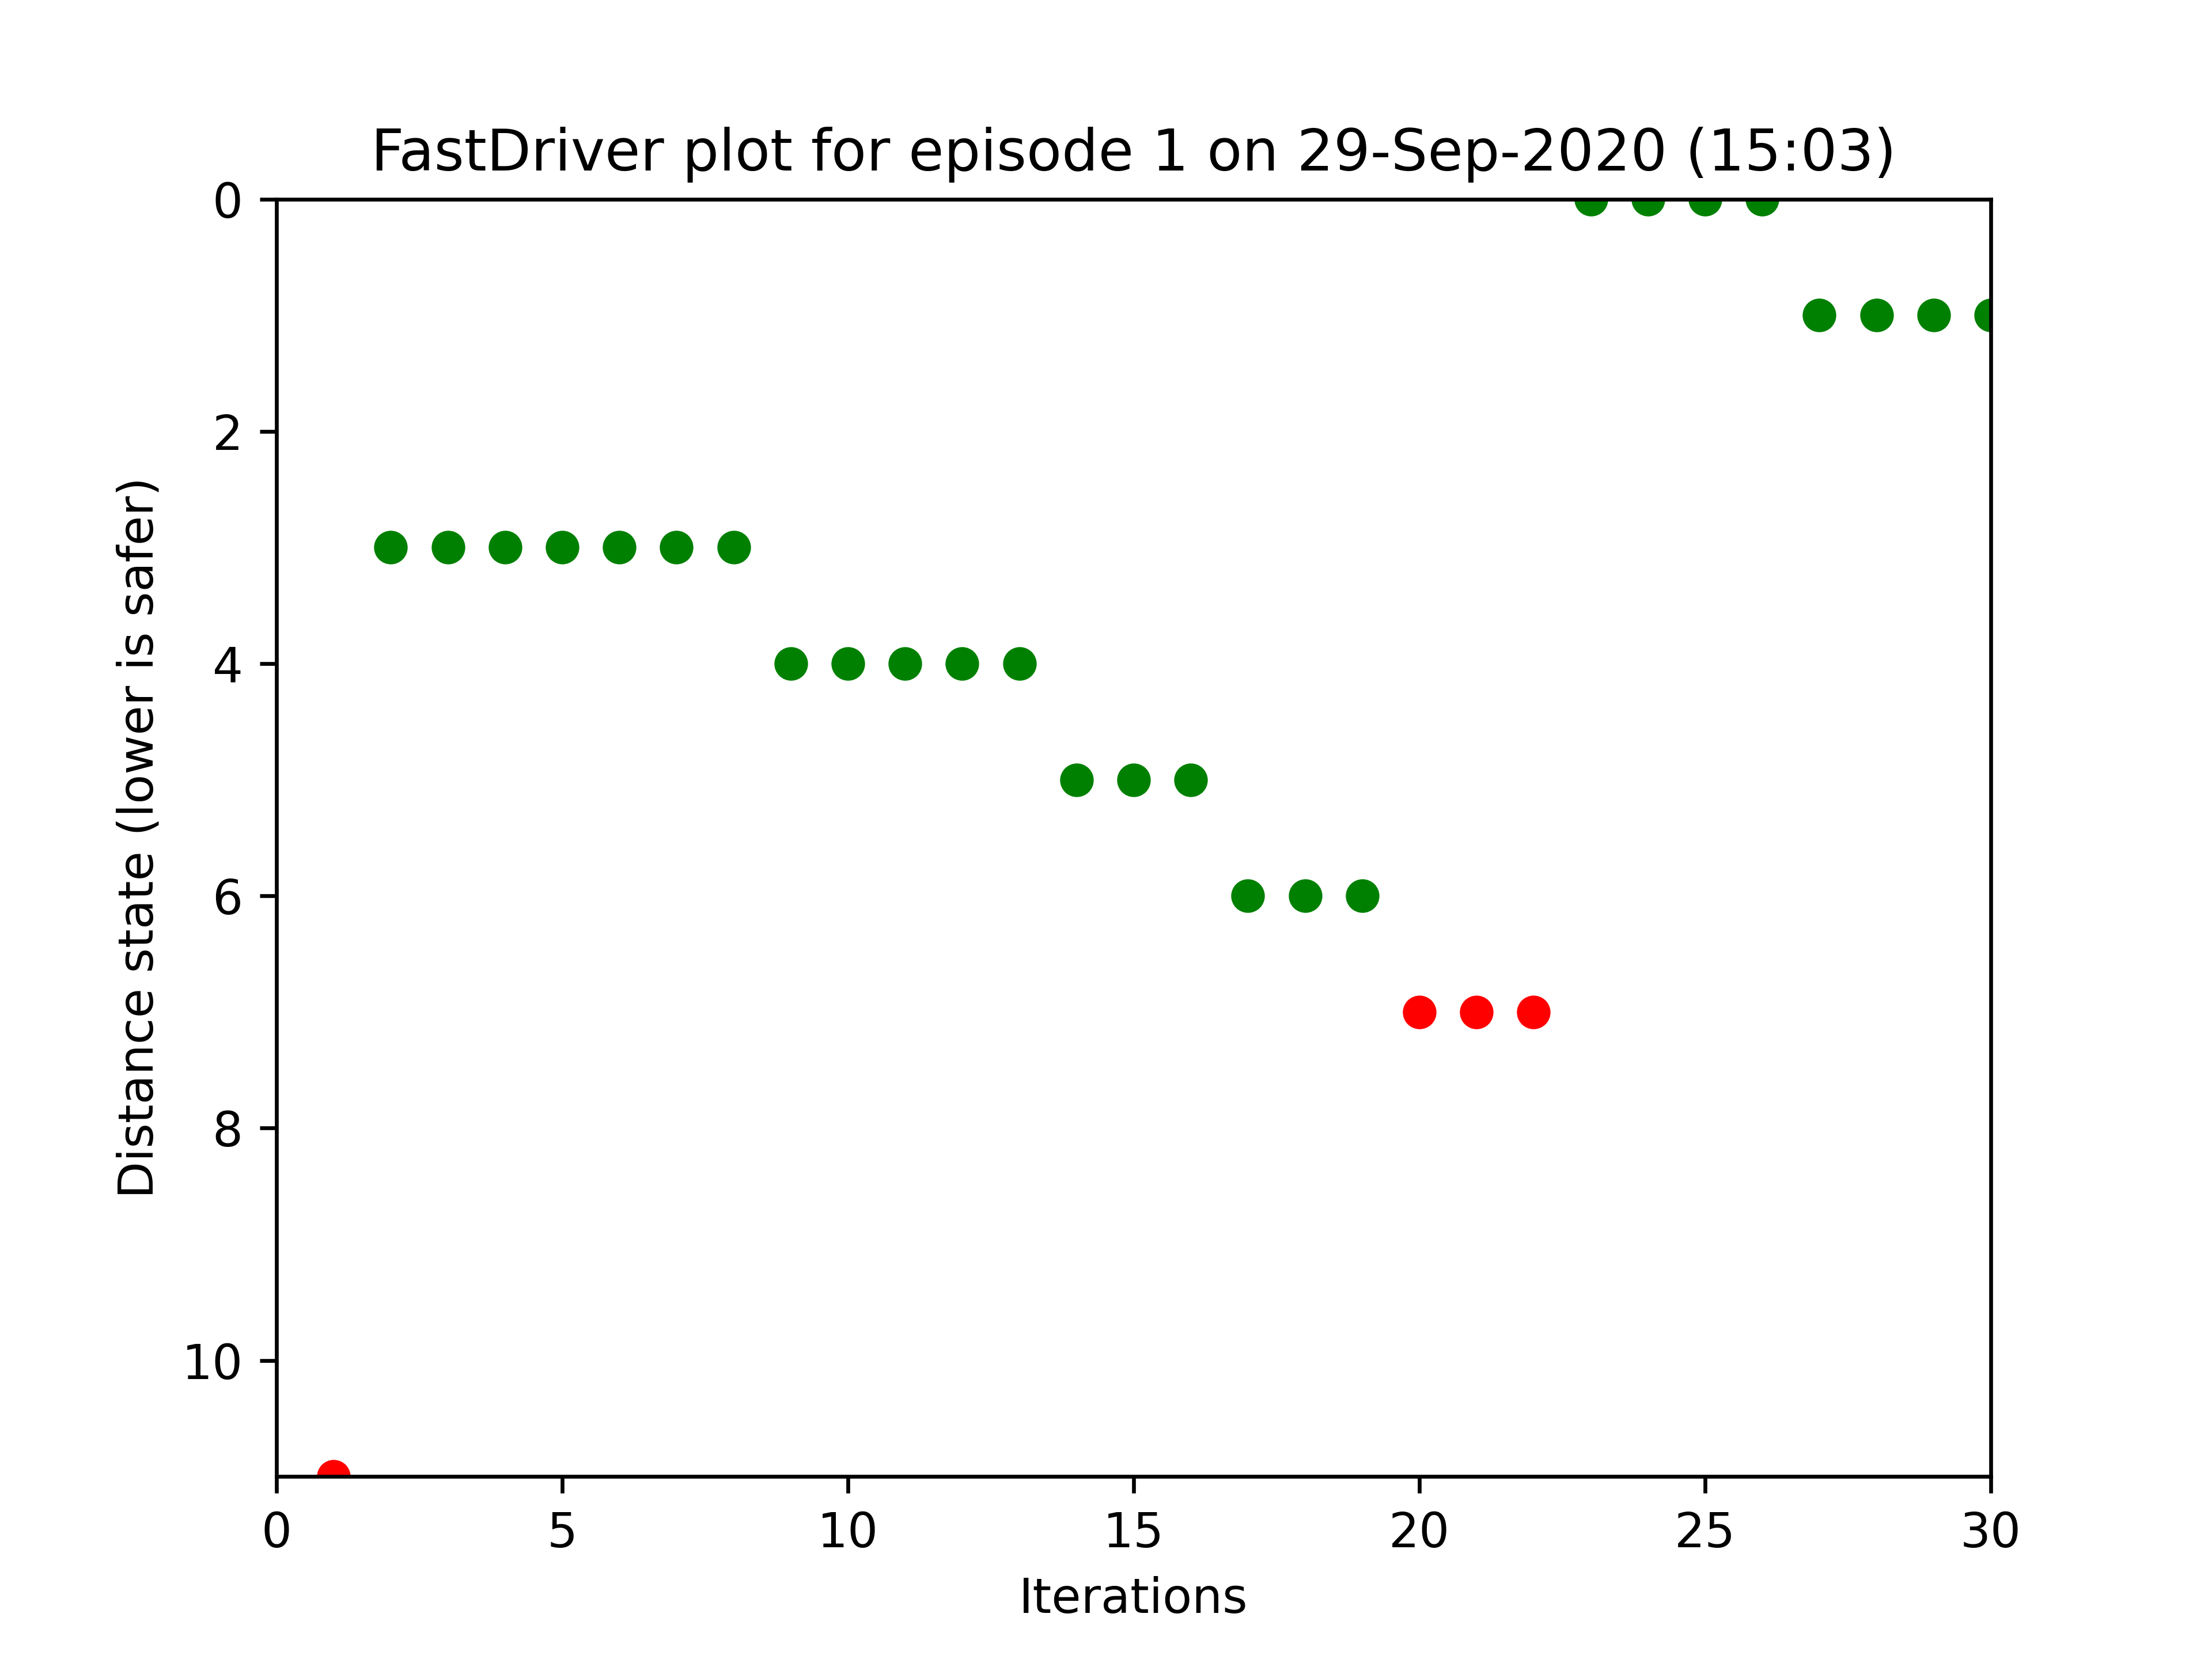 FastDriver plot for episode 1 on 29-Sep-2020 (15:03)
0
2
4
6
8
10
Distance state (lower is safer)
0 5 10 15 20 25 30
Iterations